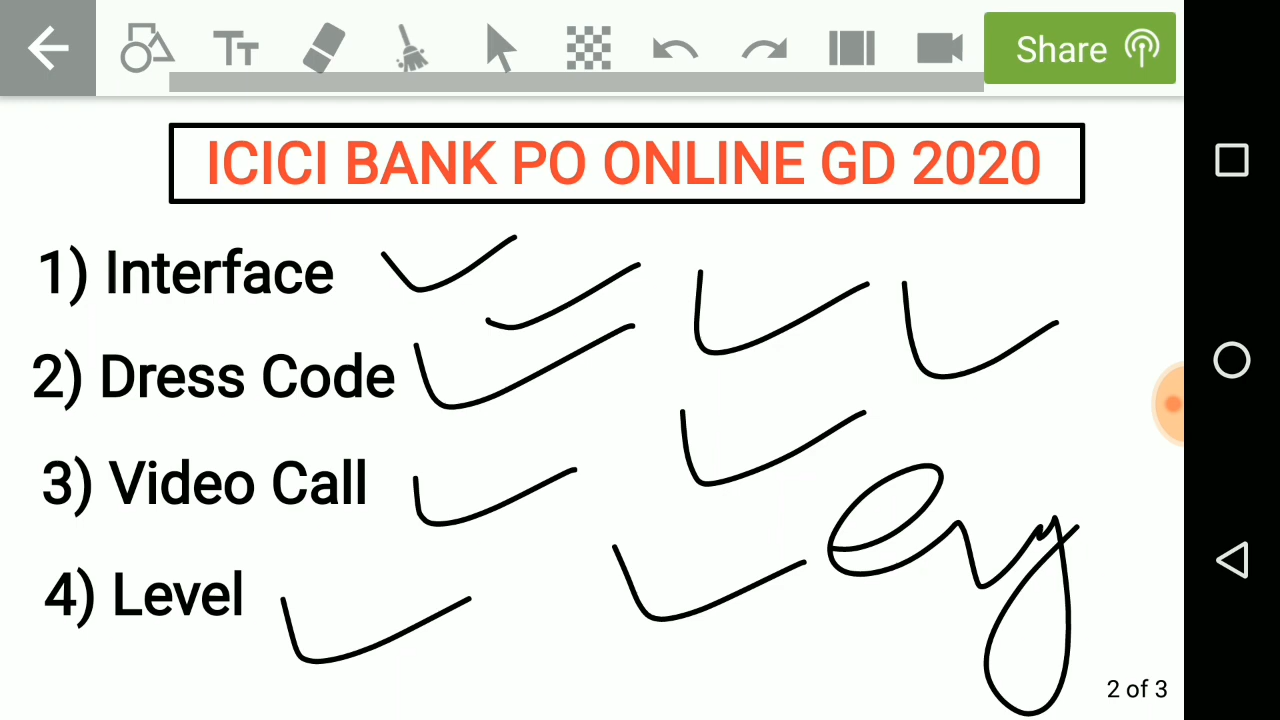 Share
ICICI BANK PO ONLINE GD 2020
1) Interface
2) Dress Code
3) Video Call
4) Level
2 of 3